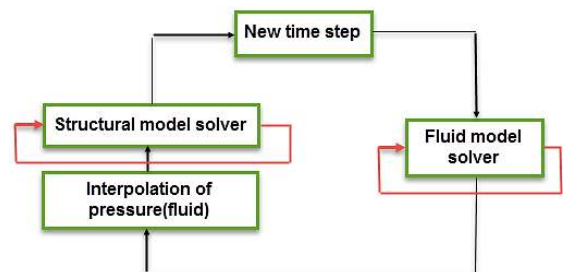 New time step
Structural model solver
Fluid model
solver
Interpolation of
pressure(fluid)